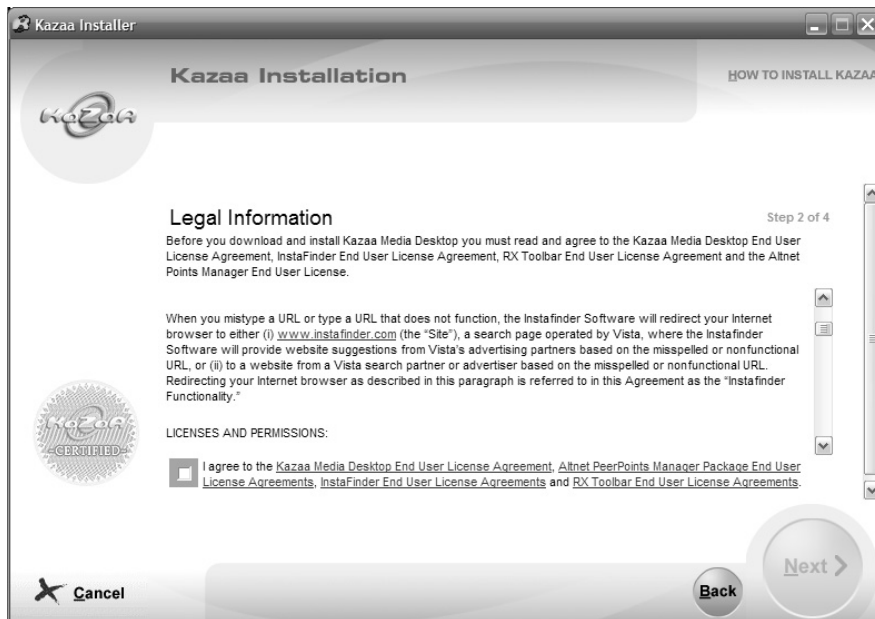 Kazaa Installer
Kazaa Installation
HOW TO INSTALL KAZAA
KaZaA
Legal Information
Step 2 of 4
Before you download and install Kazaa Media Desktop you must read and agree to the Kazaa Media Desktop End User
License Agreement, InstaFinder End User License Agreement, RX Toolbar End User License Agreement and the Altnet
Points Manager End User License.
When you mistype a URL or type a URL that does not function, the Instafinder Software will redirect your Internet
browser to either (i) www.instafinder.com (the “Site”), a search page operated by Vista, where the Instafinder
Software will provide website suggestions from Vista’s advertising partners based on the misspelled or nonfunctional
URL, or (ii) to a website from a Vista search partner or advertiser based on the misspelled or nonfunctional URL.
Redirecting your Internet browser as described in this paragraph is referred to in this Agreement as the “Instafinder
Functionality.”
LICENSES AND PERMISSIONS:
KaZaA
CERTIFIED
I agree to the Kazaa Media Desktop End User License Agreement, Altnet PeerPoints Manager Package End User
License Agreements, InstaFinder End User License Agreements and RX Toolbar End User License Agreements.
Cancel
Back
Next